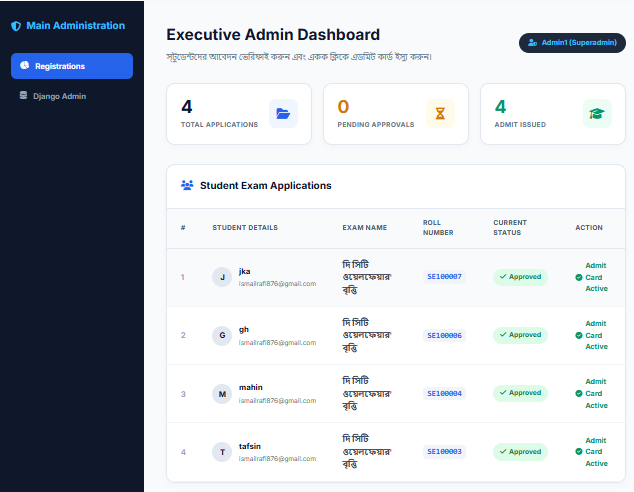 Main Administration
Registrations
Django Admin
Executive Admin Dashboard
স্টুডেন্টদের আবেদন ভেরিফাই করুন এবং একক ক্লিকে এডমিট কার্ড ইস্যু করুন।
Admin1 (Superadmin)
4
TOTAL APPLICATIONS
0
PENDING APPROVALS
4
ADMIT ISSUED
Student Exam Applications
# STUDENT DETAILS EXAM NAME ROLL NUMBER CURRENT STATUS ACTION
1
J
jka
ismailrafi876@gmail.com
দি সিটি
ওয়েলফেয়ার'
বৃত্তি
SE100007
Approved
Admit
Card
Active
2
G
gh
ismailrafi876@gmail.com
দি সিটি
ওয়েলফেয়ার'
বৃত্তি
SE100006
Approved
Admit
Card
Active
3
M
mahin
ismailrafi876@gmail.com
দি সিটি
ওয়েলফেয়ার'
বৃত্তি
SE100004
Approved
Admit
Card
Active
4
T
tafsin
ismailrafi876@gmail.com
দি সিটি
ওয়েলফেয়ার'
বৃত্তি
SE100003
Approved
Admit
Card
Active